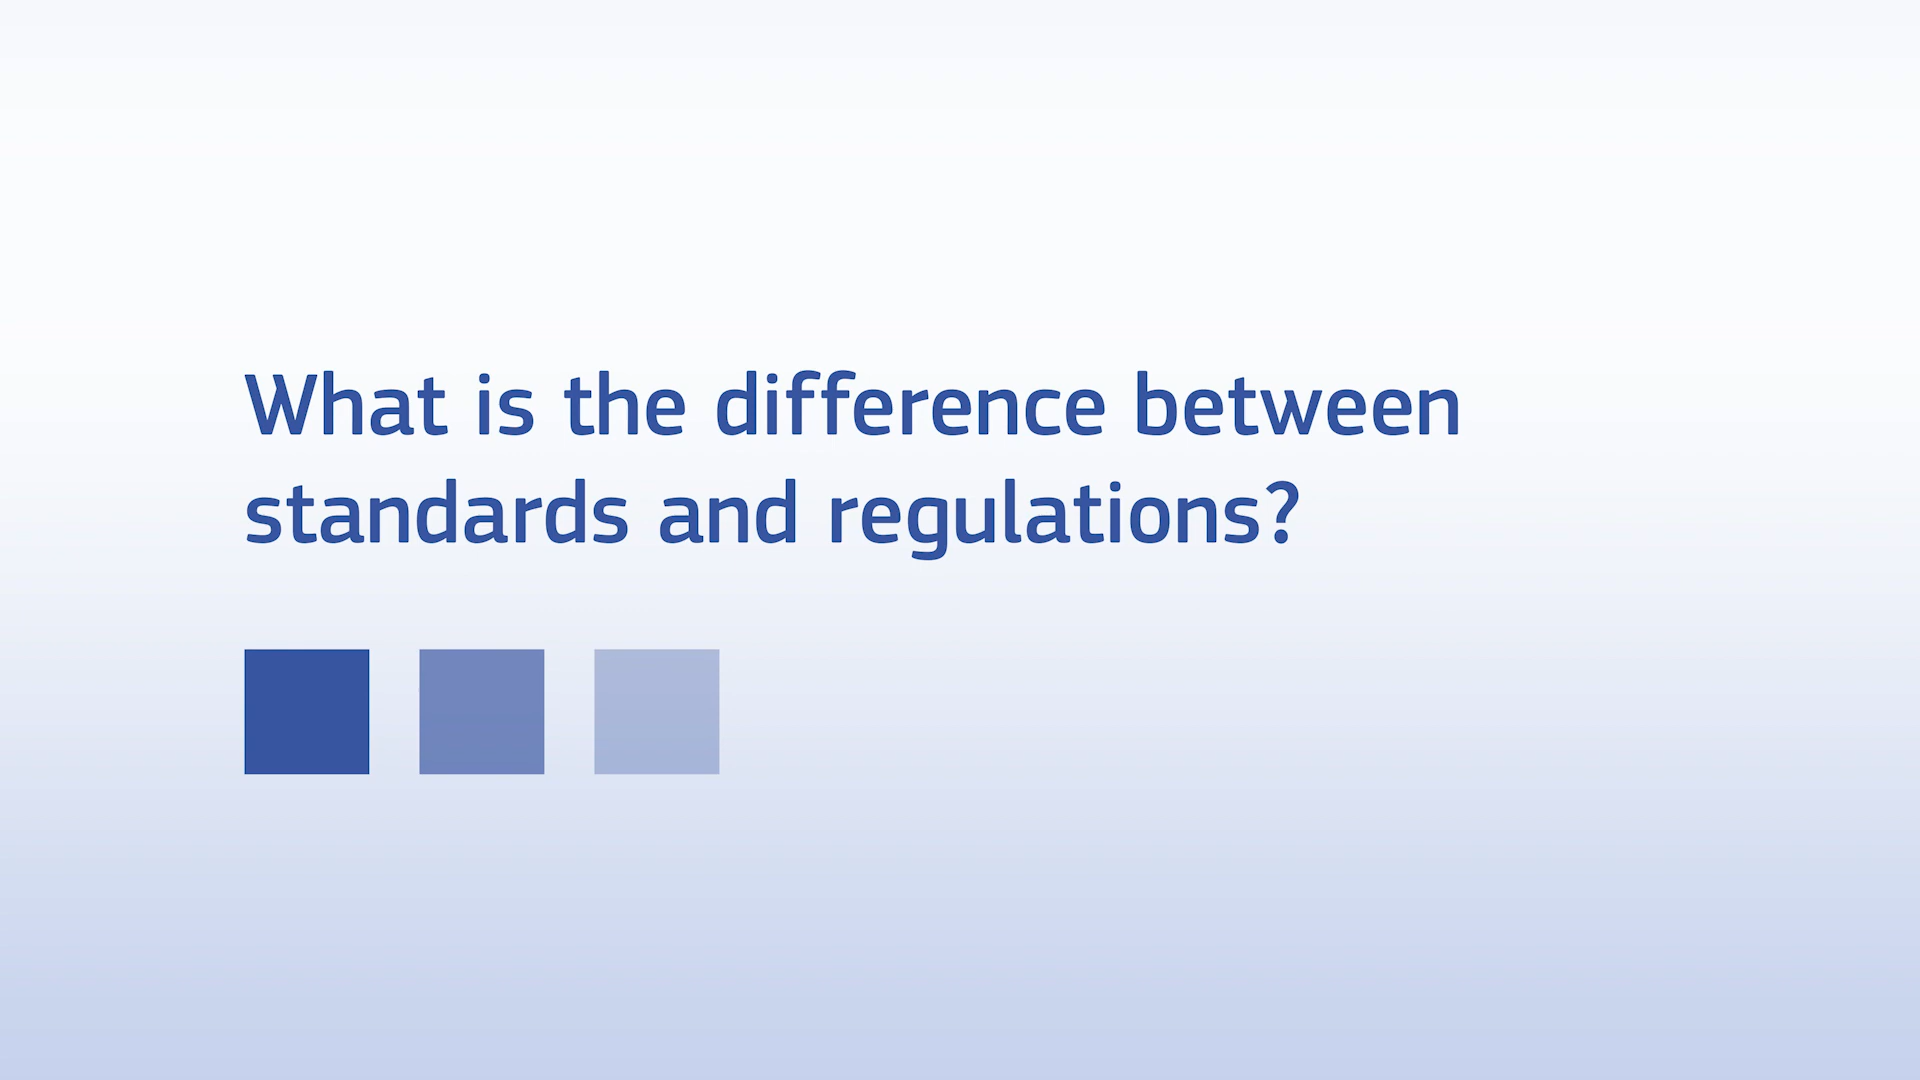 What is the difference between
standards and regulations?